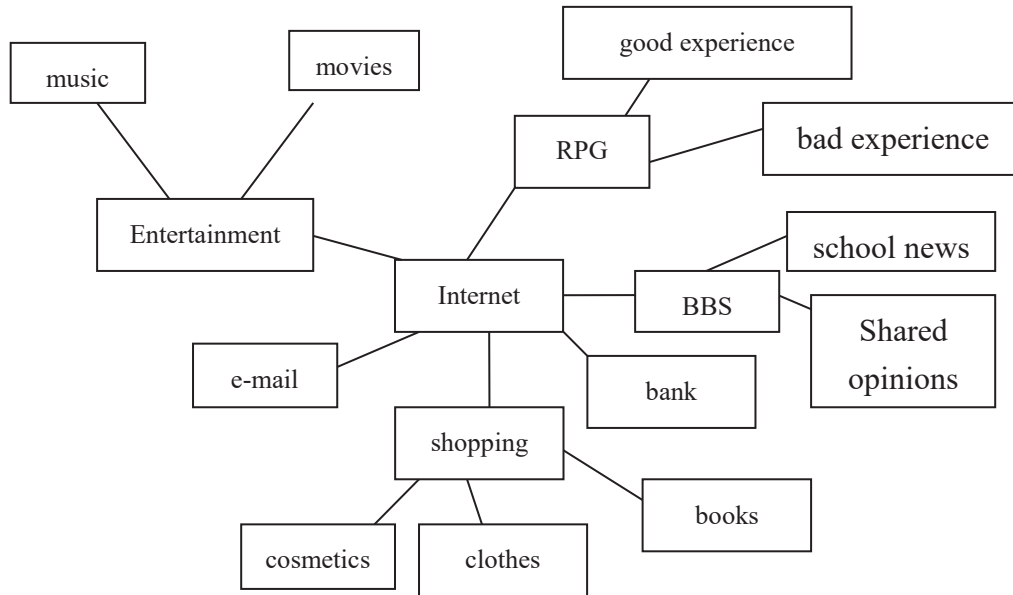 good experience
movies
music
bad experience
RPG
Entertainment
school news
Internet
BBS
Shared
opinions
e-mail
bank
shopping
books
cosmetics
clothes